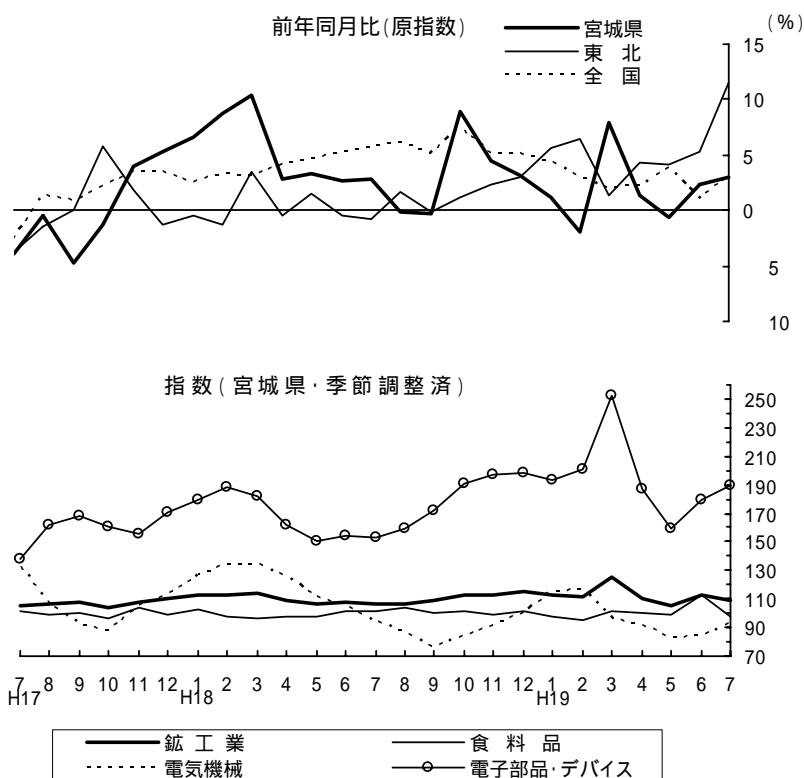 前年同月比(原指数)
(%)
宮城県
東 北
全 国
15
10
5
0
5
10
指数(宮城県・季節調整済)
250
230
210
190
170
150
130
110
90
70
7 8 9 10 11 12 1 2 3 4 5 6 7 8 9 10 11 12 1 2 3 4 5 6 7
H17 H18 H19
鉱 工 業 食 料 品
電気機械 電子部品・デバイス